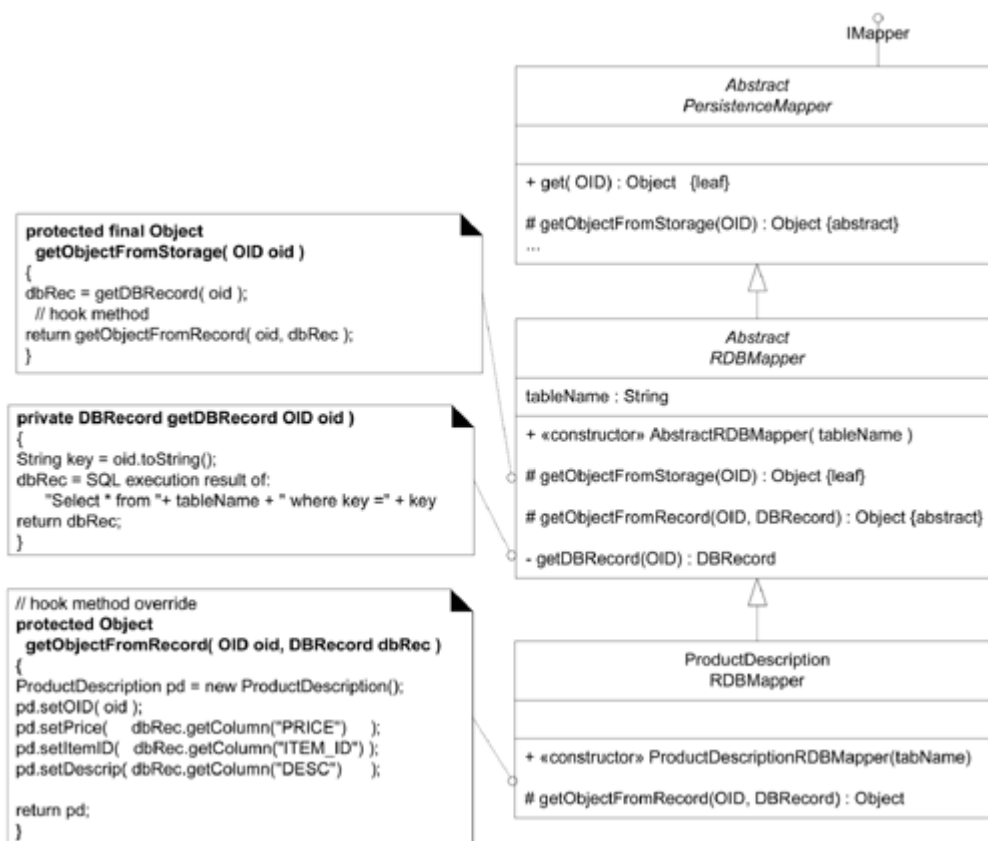 IMapper
Abstract
PersistenceMapper
+ get( OID) : Object {leaf}
# getObjectFromStorage(OID) : Object {abstract}
...
protected final Object
getObjectFromStorage( OID oid )
{
dbRec = getDBRecord( oid );
// hook method
return getObjectFromRecord( oid, dbRec );
}
Abstract
RDBMapper
tableName : String
+ «constructor» AbstractRDBMapper( tableName )
# getObjectFromStorage(OID) : Object {leaf}
# getObjectFromRecord(OID, DBRecord) : Object {abstract}
- getDBRecord(OID) : DBRecord
private DBRecord getDBRecord OID oid )
{
String key = oid.toString();
dbRec = SQL execution result of:
"Select * from "+ tableName + " where key =" + key
return dbRec;
}
// hook method override
protected Object
getObjectFromRecord( OID oid, DBRecord dbRec )
{
ProductDescription pd = new ProductDescription();
pd.setOID( oid );
pd.setPrice( dbRec.getColumn("PRICE") );
pd.setItemID( dbRec.getColumn("ITEM_ID") );
pd.setDescrip( dbRec.getColumn("DESC") );
return pd;
}
ProductDescription
RDBMapper
+ «constructor» ProductDescriptionRDBMapper(tabName)
# getObjectFromRecord(OID, DBRecord) : Object